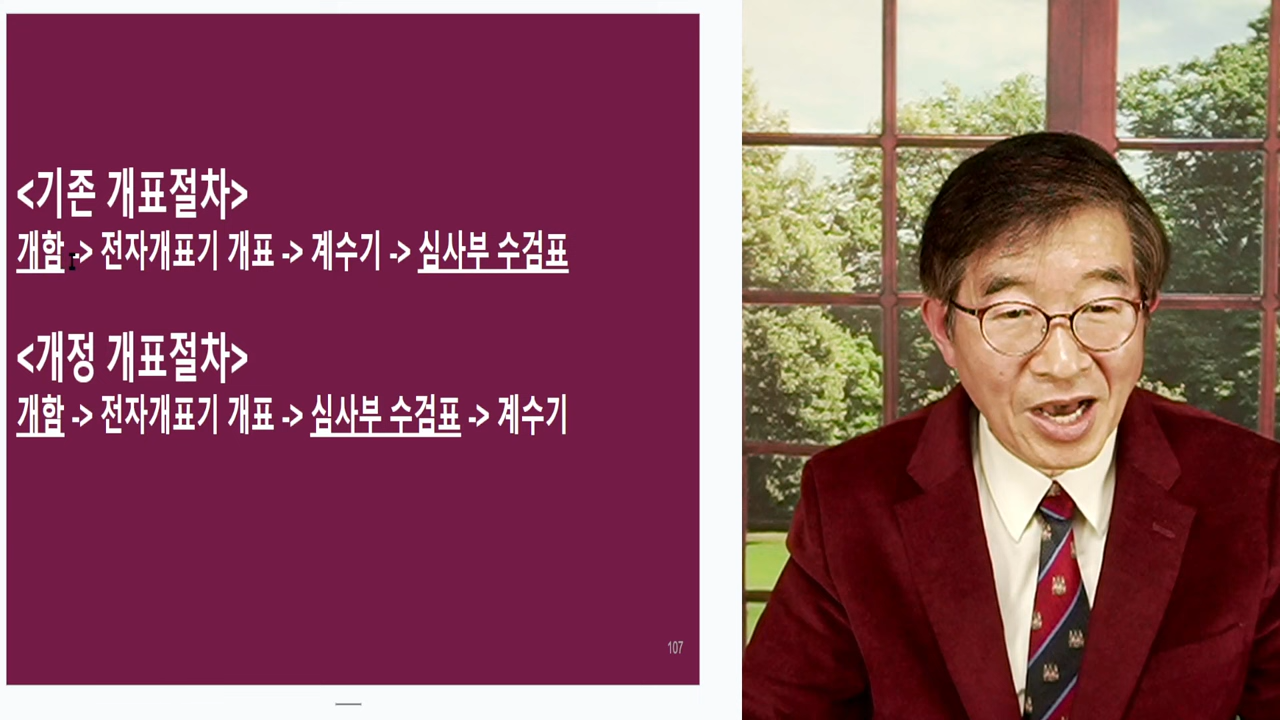 <기존 개표절차>
개함 -> 전자개표기 개표 -> 계수기 -> 심사부 수검표
<개정 개표절차>
개함 -> 전자개표기 개표 -> 심사부 수검표 -> 계수기
107